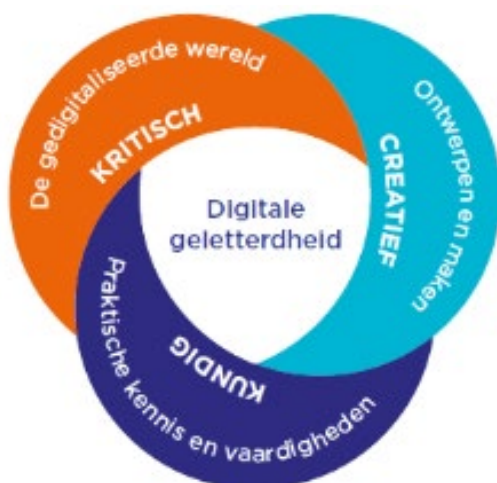 De gedigitaliseerde wereld
KRITISCH
Ontwerpen en maken
CREATIEF
Digitale
geletterdheid
KUNDIG
Praktische kennis en vaardigheden